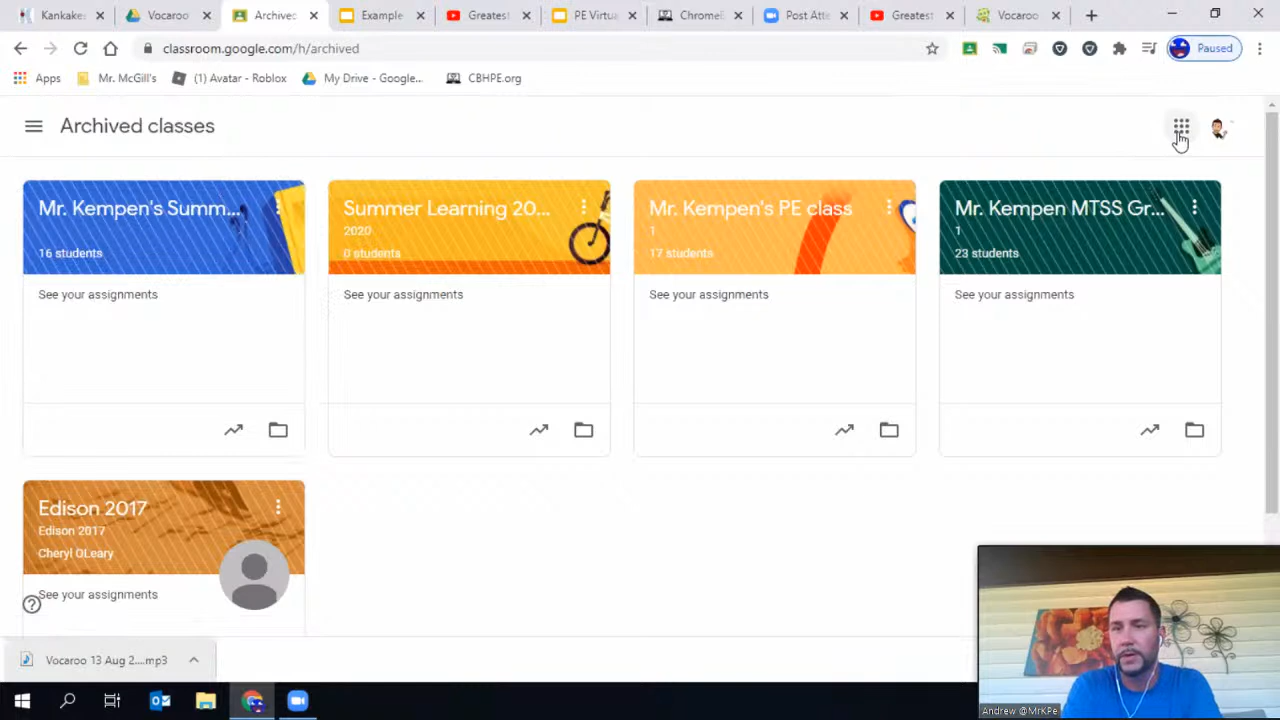 Kankake
Vocaroo
Archived
Example
Greatest
PE Virtua
Chromeb
Post Atte
Greatest
Vocaroo
classroom.google.com/h/archived
Paused
Apps
Mr. McGill's
(1) Avatar - Roblox
My Drive - Google...
CBHPE.org
Archived classes
Mr. Kempen's Summ...
16 students
See your assignments
Summer Learning 20...
2020
0 students
See your assignments
Mr. Kempen's PE class
1
17 students
See your assignments
Mr. Kempen MTSS Gr...
1
23 students
See your assignments
Edison 2017
Edison 2017
Cheryl OLeary
See your assignments
Vocaroo 13 Aug 2....mp3
Andrew @MrKPe